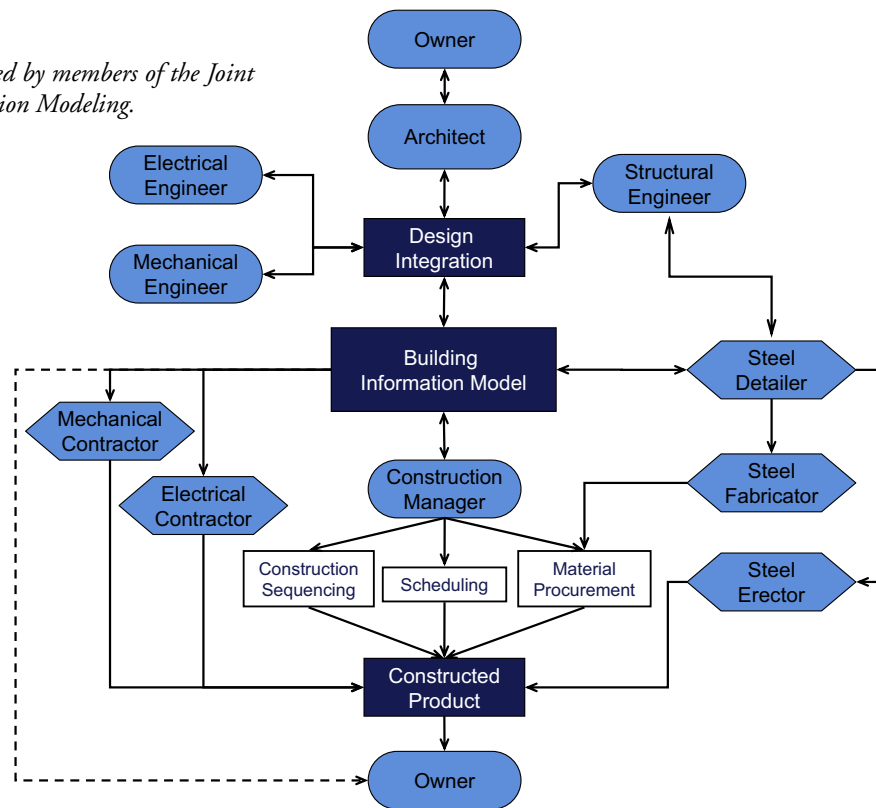 Owner
ed by members of the Joint
ion Modeling.
Architect
Electrical
Engineer
Structural
Engineer
Design
Integration
Mechanical
Engineer
Building
Information Model
Steel
Detailer
Mechanical
Contractor
Construction
Manager
Steel
Fabricator
Electrical
Contractor
Construction
Sequencing
Scheduling
Material
Procurement
Steel
Erector
Constructed
Product
Owner